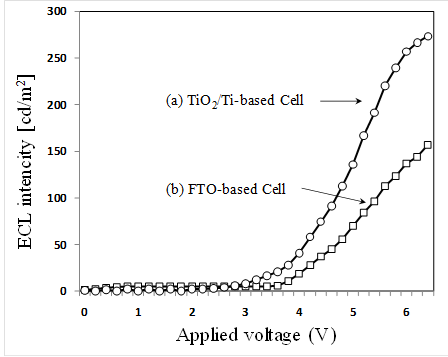 300
250
200
150
100
50
0
ECL intencity [cd/m²]
(a) TiO₂/Ti-based Cell
(b) FTO-based Cell
0 1 2 3 4 5 6
Applied voltage (V)